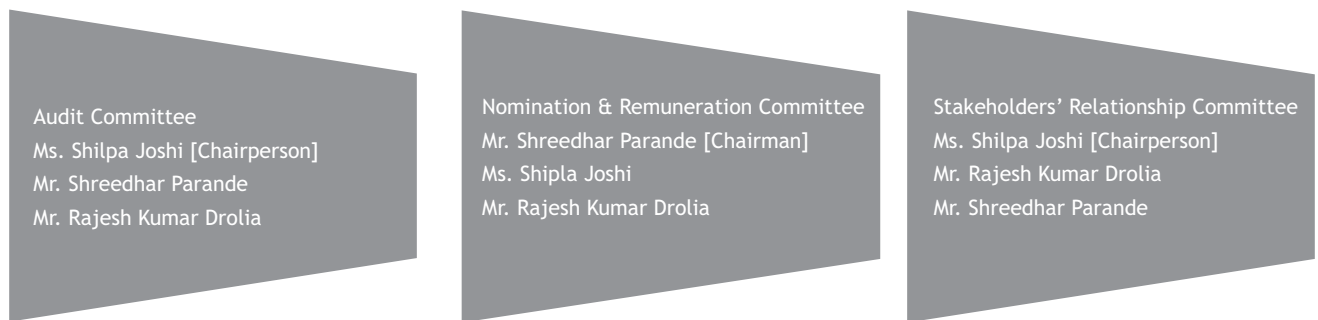 Audit Committee
Ms. Shilpa Joshi [Chairperson]
Mr. Shreedhar Parande
Mr. Rajesh Kumar Drolia
Nomination & Remuneration Committee
Mr. Shreedhar Parande [Chairman]
Ms. Shipla Joshi
Mr. Rajesh Kumar Drolia
Stakeholders’ Relationship Committee
Ms. Shilpa Joshi [Chairperson]
Mr. Rajesh Kumar Drolia
Mr. Shreedhar Parande